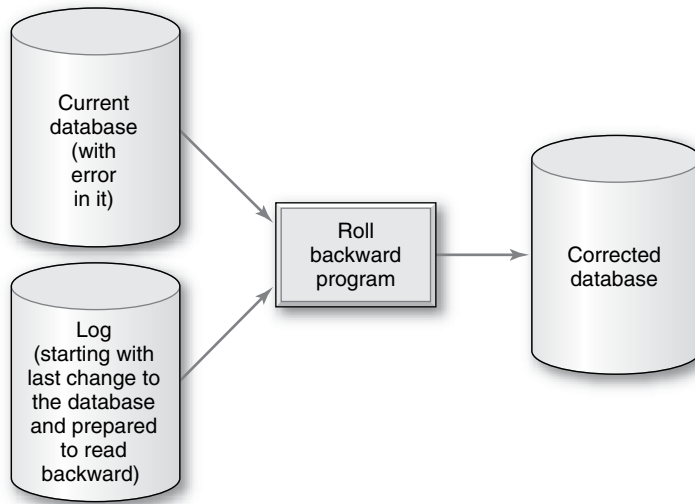 Current
database
(with
error
in it)
Log
(starting with
last change to
the database
and prepared
to read
backward)
Roll
backward
program
Corrected
database